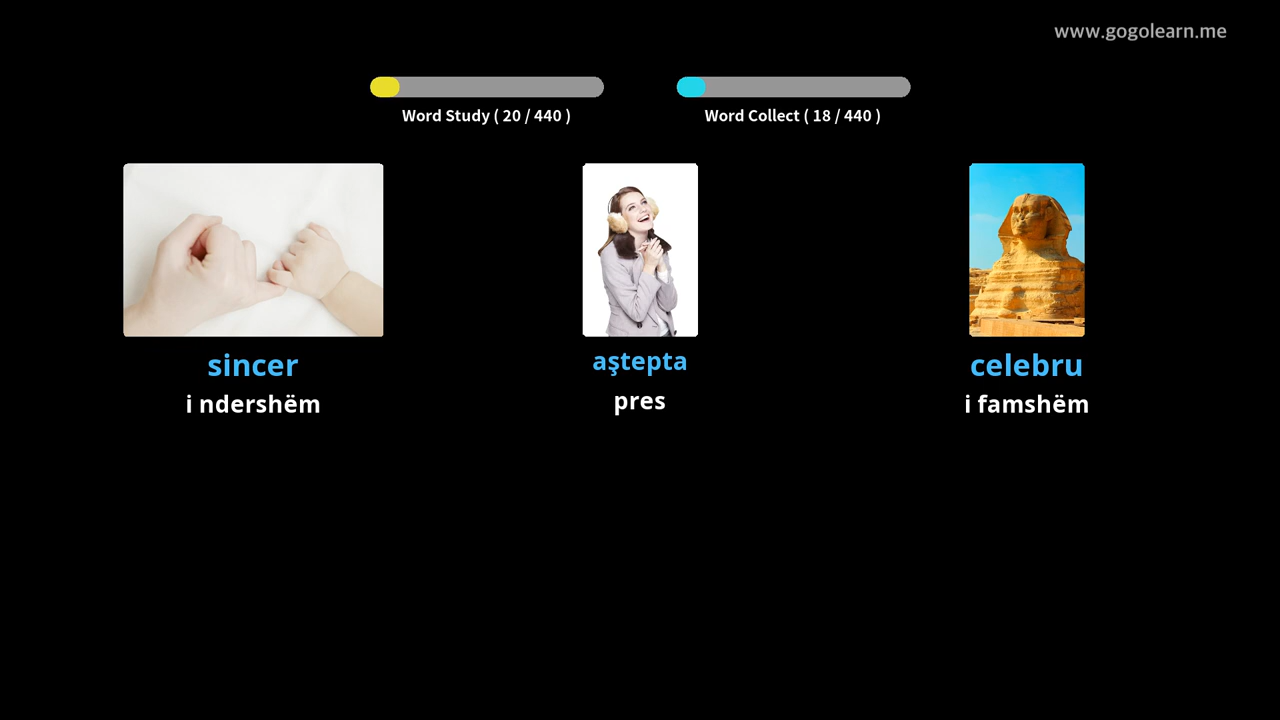 www.gogolearn.me
Word Study ( 20 / 440 )
Word Collect ( 18 / 440 )
sincer
i ndershëm
aştepta
pres
celebru
i famshëm